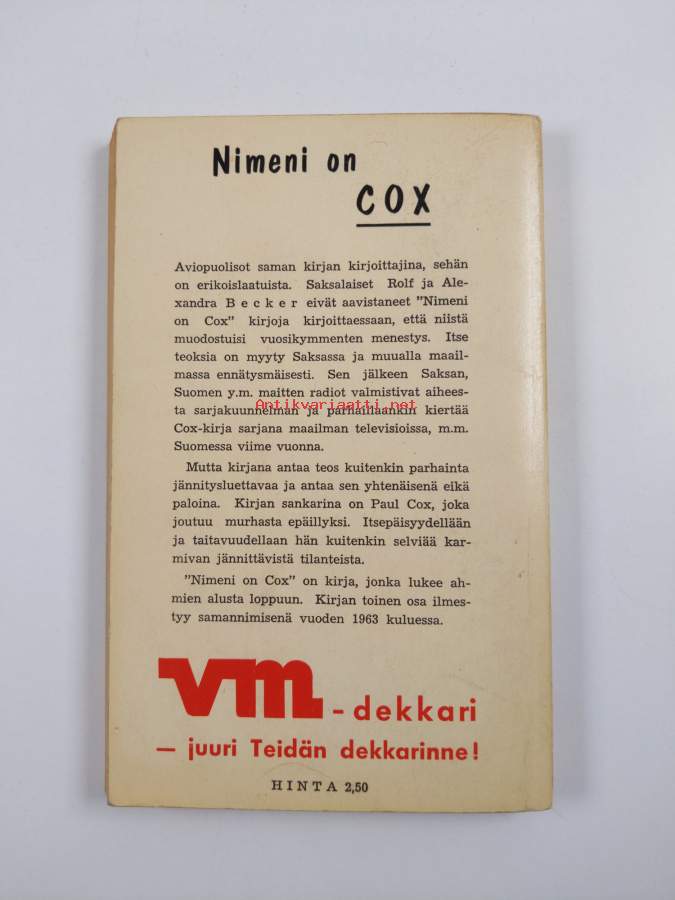 Nimeni on
COX
Aviopuolisot saman kirjan kirjoittajina, sehän
on erikoislaatuista. Saksalaiset Rolf ja Ale-
xandra Becker eivät aavistaneet ”Nimeni
on Cox” kirjoja kirjoittaessaan, että niistä
muodostuisi vuosikymmenten menestys. Itse
teoksia on myyty Saksassa ja muualla maail-
massa ennätysmäisesti. Sen jälkeen Saksan,
Suomen y.m. maitten radiot valmistivat aihees-
Antikvariaatti.net
ta sarjakuunnelman ja parhaillaankin kiertää
Cox-kirja sarjana maailman televisioissa, m.m.
Suomessa viime vuonna.
Mutta kirjana antaa teos kuitenkin parhainta
jännitysluettavaa ja antaa sen yhtenäisenä eikä
paloina. Kirjan sankarina on Paul Cox, joka
joutuu murhasta epäillyksi. Itsepäisyydellään
ja taitavuudellaan hän kuitenkin selviää kar-
mivan jännittävistä tilanteista.
”Nimeni on Cox” on kirja, jonka lukee ah-
mien alusta loppuun. Kirjan toinen osa ilmes-
tyy samannimisenä vuoden 1963 kuluessa.
vm - dekkari
— juuri Teidän dekkarinne!
HINTA 2,50